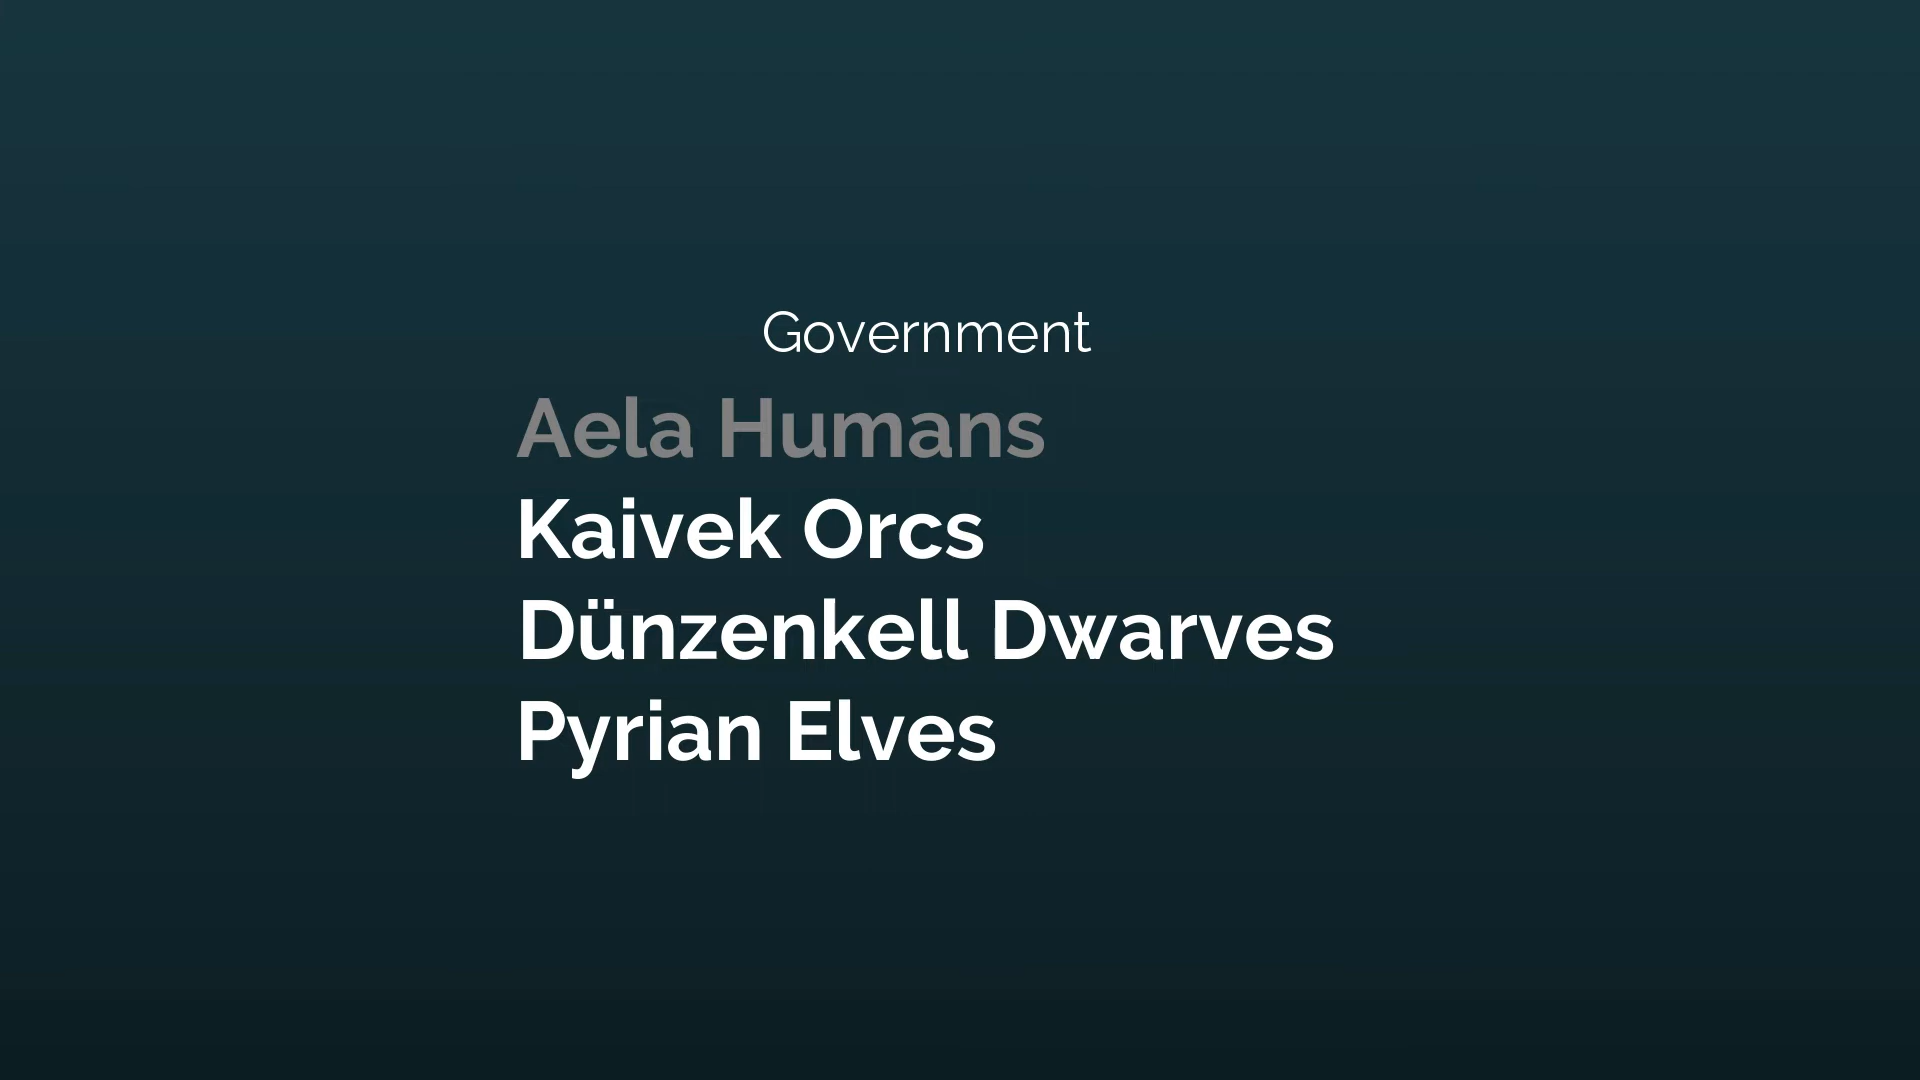 Government
Aela Humans
Kaivek Orcs
Dünzenkell Dwarves
Pyrian Elves